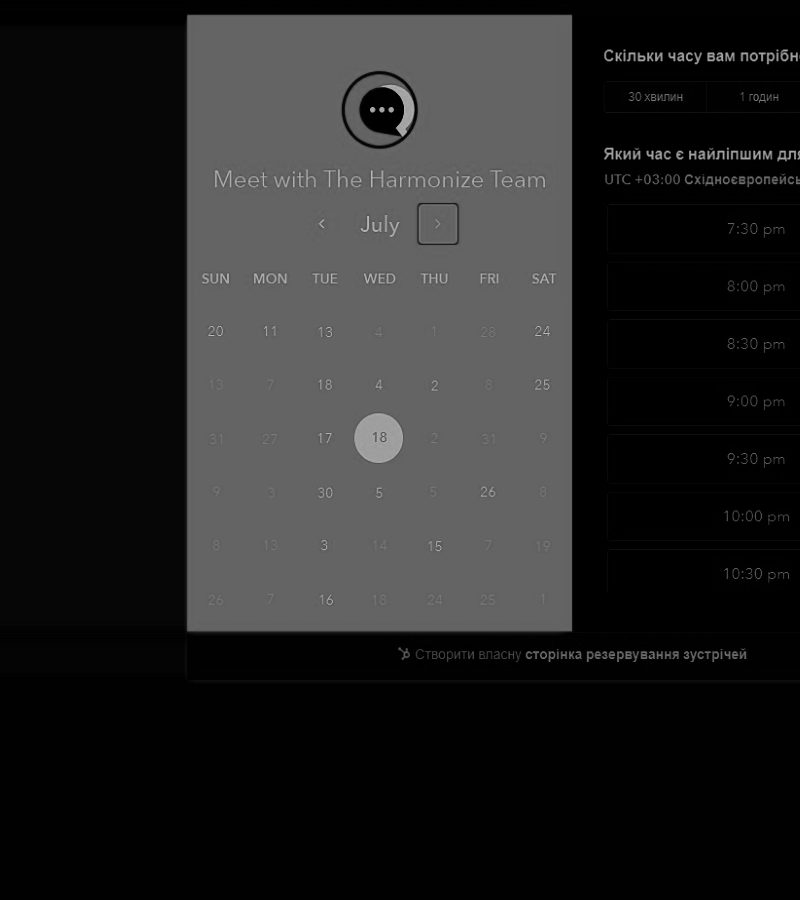 Meet with The Harmonize Team
July
SUN MON TUE WED THU FRI SAT
20 11 13 4 1 28 24
13 7 18 4 2 8 25
31 27 17 18 2 31 9
9 3 30 5 5 26 8
8 13 3 14 15 7 19
26 7 16 18 24 25 1
Скільки часу вам потрібн
30 хвилин 1 годин
Який час є найліпшим дл
UTC +03:00 Східноєвропейс
7:30 pm
8:00 pm
8:30 pm
9:00 pm
9:30 pm
10:00 pm
10:30 pm
Створити власну сторінка резервування зустрічей